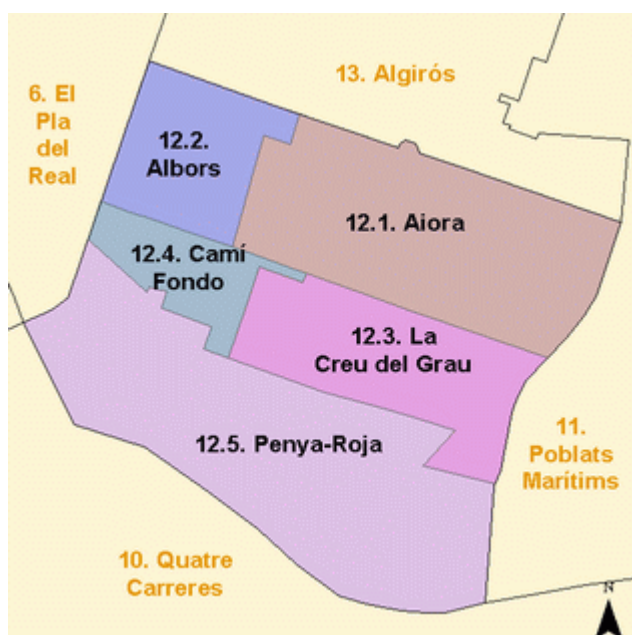 13. Algirós
6. El
Pla
del
Real
12.2.
Albors
12.1. Aiora
12.4. Camí
Fondo
12.3. La
Creu del Grau
12.5. Penya-Roja
11.
Poblats
Marítims
10. Quatre
Carreres
N